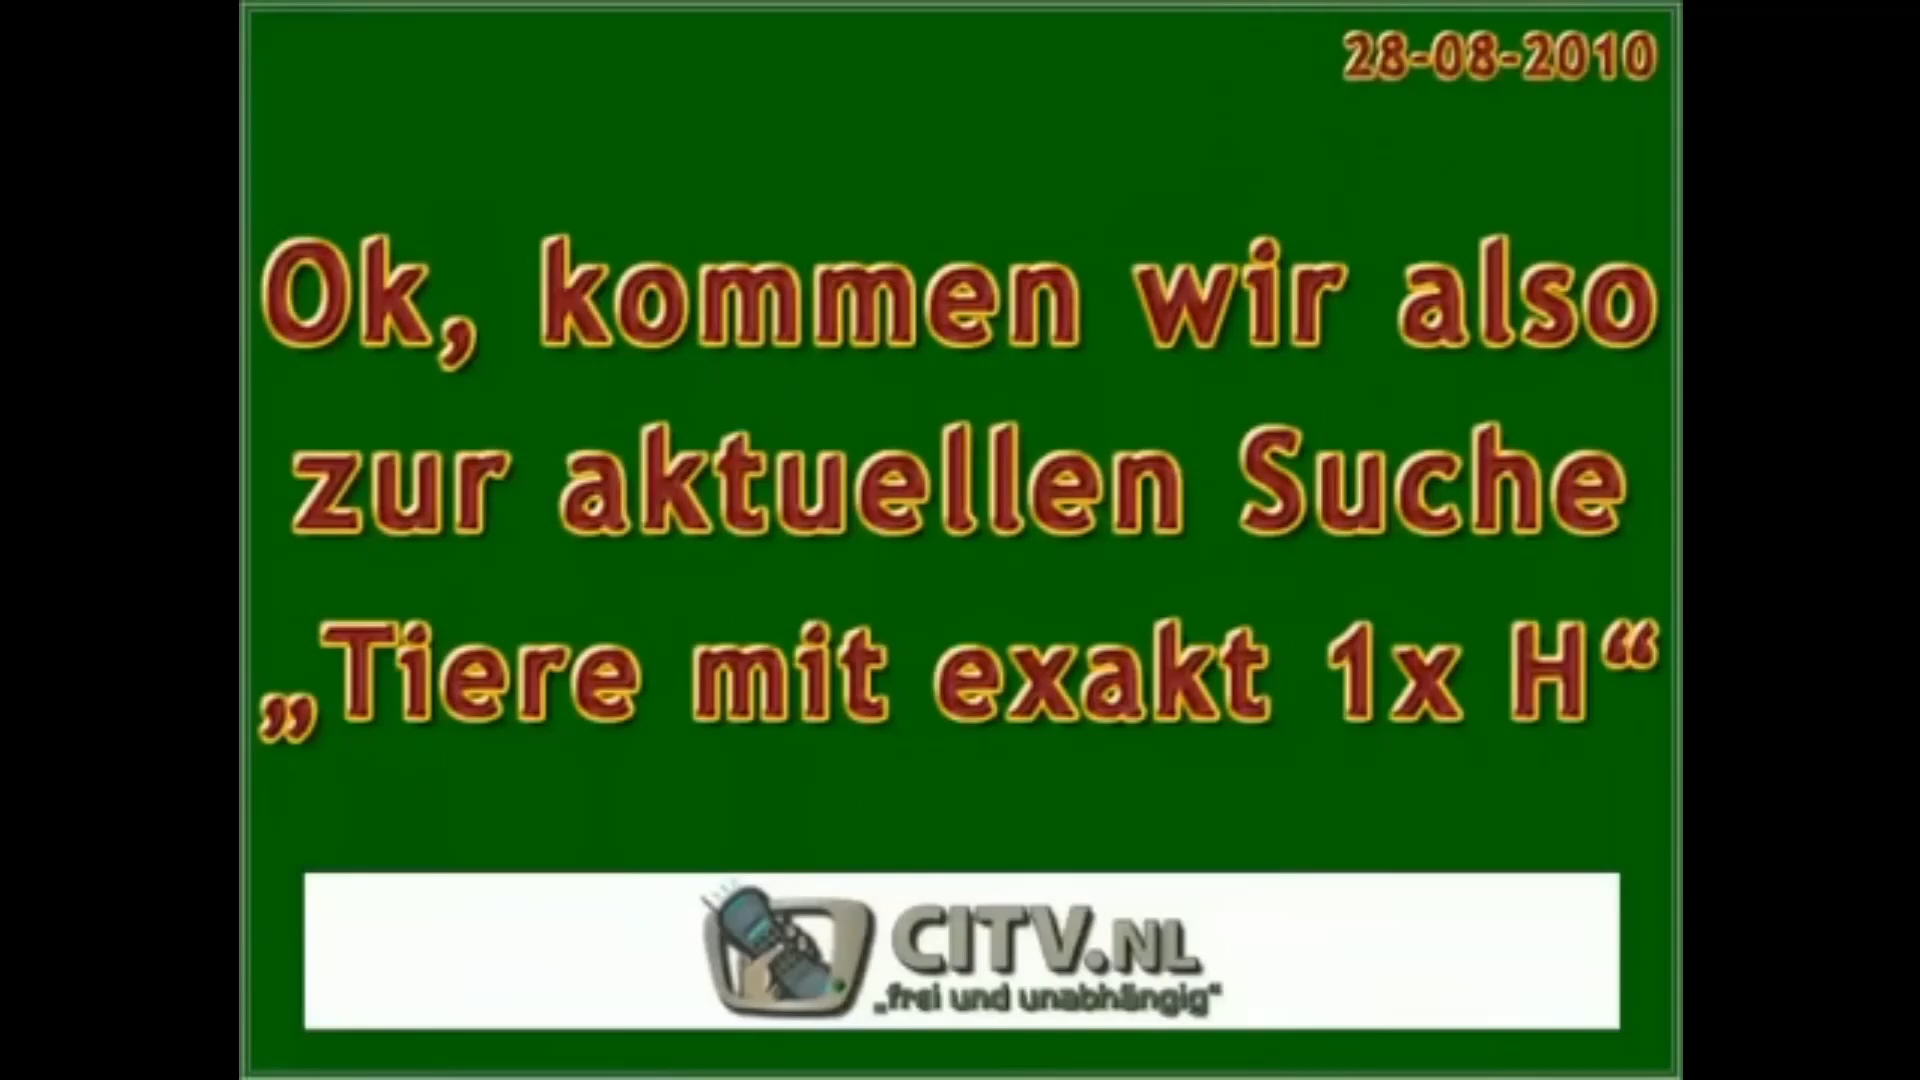 28-08-2010
Ok, kommen wir also
zur aktuellen Suche
„Tiere mit exakt 1x H“
CITV.NL
„frei und unabhängig“